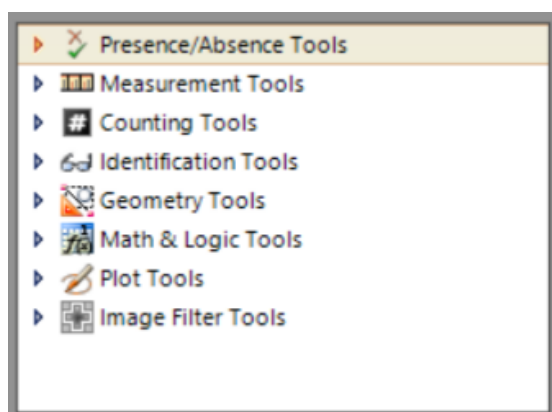 Presence/Absence Tools
Measurement Tools
# Counting Tools
Identification Tools
Geometry Tools
Math & Logic Tools
Plot Tools
Image Filter Tools